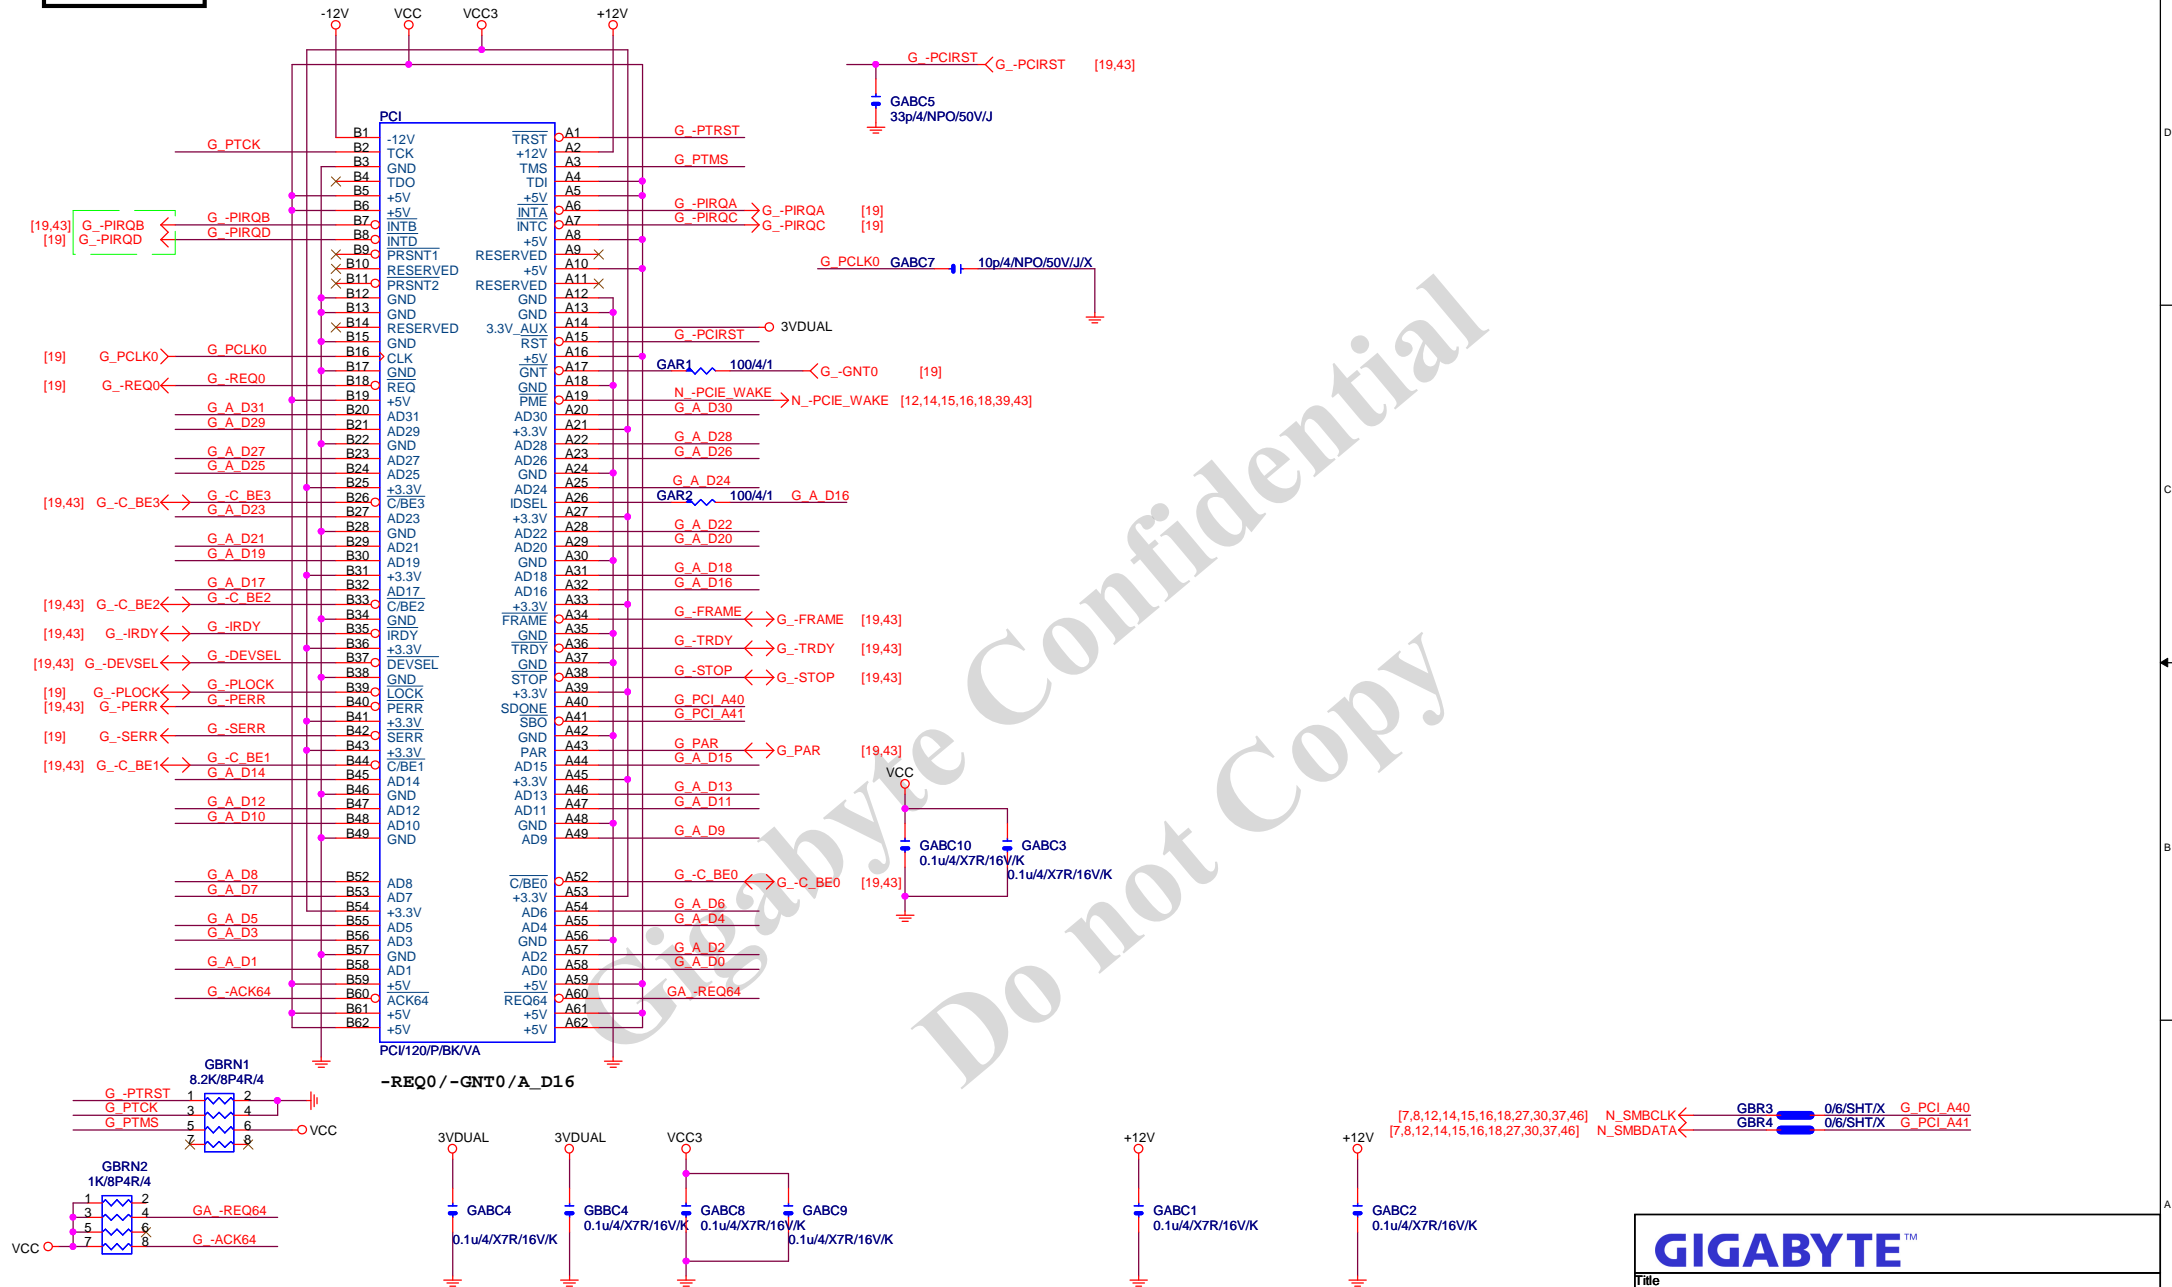 -12V VCC VCC3 +12V
G_-PCIRST G_-PCIRST [19,43]
GABC5
33p/4/NPO/50V/J
PCI
B1 -12V TRST A1 G_-PTRST
G_PTCK B2 TCK +12V A2
B3 GND TMS A3 G_PTMS
B4 TDO TDI A4
B5 +5V +5V A5
B6 +5V INTA A6 G_-PIRQA G_-PIRQA [19]
[19,43] G_-PIRQB G_-PIRQB B7 INTB INTC A7 G_-PIRQC G_-PIRQC [19]
[19] G_-PIRQD G_-PIRQD B8 INTD +5V A8
B9 PRSNT1 RESERVED A9
B10 RESERVED +5V A10
B11 PRSNT2 RESERVED A11
G_PCLK0 GABC7 10p/4/NPO/50V/J/X
B12 GND GND A12
B13 GND GND A13
B14 RESERVED 3.3V_AUX A14 3VDUAL
B15 GND RST A15 G_-PCIRST
[19] G_PCLK0 G_PCLK0 B16 CLK +5V A16
B17 GND GNT A17 GAR1 100/4/1 G_-GNT0 [19]
[19] G_-REQ0 G_-REQ0 B18 REQ GND A18
B19 +5V PME A19 N_-PCIE_WAKE N_-PCIE_WAKE [12,14,15,16,18,39,43]
G_A_D31 B20 AD31 AD30 A20 G_A_D30
G_A_D29 B21 AD29 +3.3V A21
B22 GND AD28 A22 G_A_D28
G_A_D27 B23 AD27 AD26 A23 G_A_D26
G_A_D25 B24 AD25 GND A24
B25 +3.3V AD24 A25 G_A_D24
[19,43] G_-C_BE3 G_-C_BE3 B26 C/BE3 IDSEL A26 GAR2 100/4/1 G_A_D16
G_A_D23 B27 AD23 +3.3V A27
B28 GND AD22 A28 G_A_D22
G_A_D21 B29 AD21 AD20 A29 G_A_D20
G_A_D19 B30 AD19 GND A30
B31 +3.3V AD18 A31 G_A_D18
G_A_D17 B32 AD17 AD16 A32 G_A_D16
[19,43] G_-C_BE2 G_-C_BE2 B33 C/BE2 +3.3V A33
B34 GND FRAME A34 G_-FRAME G_-FRAME [19,43]
[19,43] G_-IRDY G_-IRDY B35 IRDY GND A35
B36 +3.3V TRDY A36 G_-TRDY G_-TRDY [19,43]
[19,43] G_-DEVSEL G_-DEVSEL B37 DEVSEL GND A37
B38 GND STOP A38 G_-STOP G_-STOP [19,43]
[19] G_-PLOCK G_-PLOCK B39 LOCK +3.3V A39
[19,43] G_-PERR G_-PERR B40 PERR SDONE A40 G_PCI_A40
B41 +3.3V SBO A41 G_PCI_A41
[19] G_-SERR G_-SERR B42 SERR GND A42
B43 +3.3V PAR A43 G_PAR G_PAR [19,43]
[19,43] G_-C_BE1 G_-C_BE1 B44 C/BE1 AD15 A44 G_A_D15
G_A_D14 B45 AD14 +3.3V A45
B46 GND AD13 A46 G_A_D13
G_A_D12 B47 AD12 AD11 A47 G_A_D11
G_A_D10 B48 AD10 GND A48
B49 GND AD9 A49 G_A_D9
VCC
GABC10 GABC3
0.1u/4/X7R/16V/K
0.1u/4/X7R/16V/K
G_A_D8 B52 AD8 C/BE0 A52 G_-C_BE0 G_-C_BE0 [19,43]
G_A_D7 B53 AD7 +3.3V A53
B54 +3.3V AD6 A54 G_A_D6
G_A_D5 B55 AD5 AD4 A55 G_A_D4
G_A_D3 B56 AD3 GND A56
B57 GND AD2 A57 G_A_D2
G_A_D1 B58 AD1 AD0 A58 G_A_D0
B59 +5V +5V A59
G_-ACK64 B60 ACK64 REQ64 A60 GA_-REQ64
B61 +5V +5V A61
B62 +5V +5V A62
PCI/120/P/BK/VA
-REQ0/-GNT0/A_D16
Gigabyte Confidential
Do not Copy
D
C
B
A
GBRN1
8.2K/8P4R/4
G_-PTRST 1 2
G_PTCK 3 4
G_PTMS 5 6 VCC
7 8
GBRN2
1K/8P4R/4
1 2
3 4 GA_-REQ64
5 6
VCC 7 8 G_-ACK64
3VDUAL 3VDUAL VCC3 +12V +12V
GABC4 GBBC4 GABC8 GABC9 GABC1 GABC2
0.1u/4/X7R/16V/K 0.1u/4/X7R/16V/K 0.1u/4/X7R/16V/K 0.1u/4/X7R/16V/K 0.1u/4/X7R/16V/K 0.1u/4/X7R/16V/K
[7,8,12,14,15,16,18,27,30,37,46] N_SMBCLK GBR3 0/6/SHT/X G_PCI_A40
[7,8,12,14,15,16,18,27,30,37,46] N_SMBDATA GBR4 0/6/SHT/X G_PCI_A41
GIGABYTE™
Title